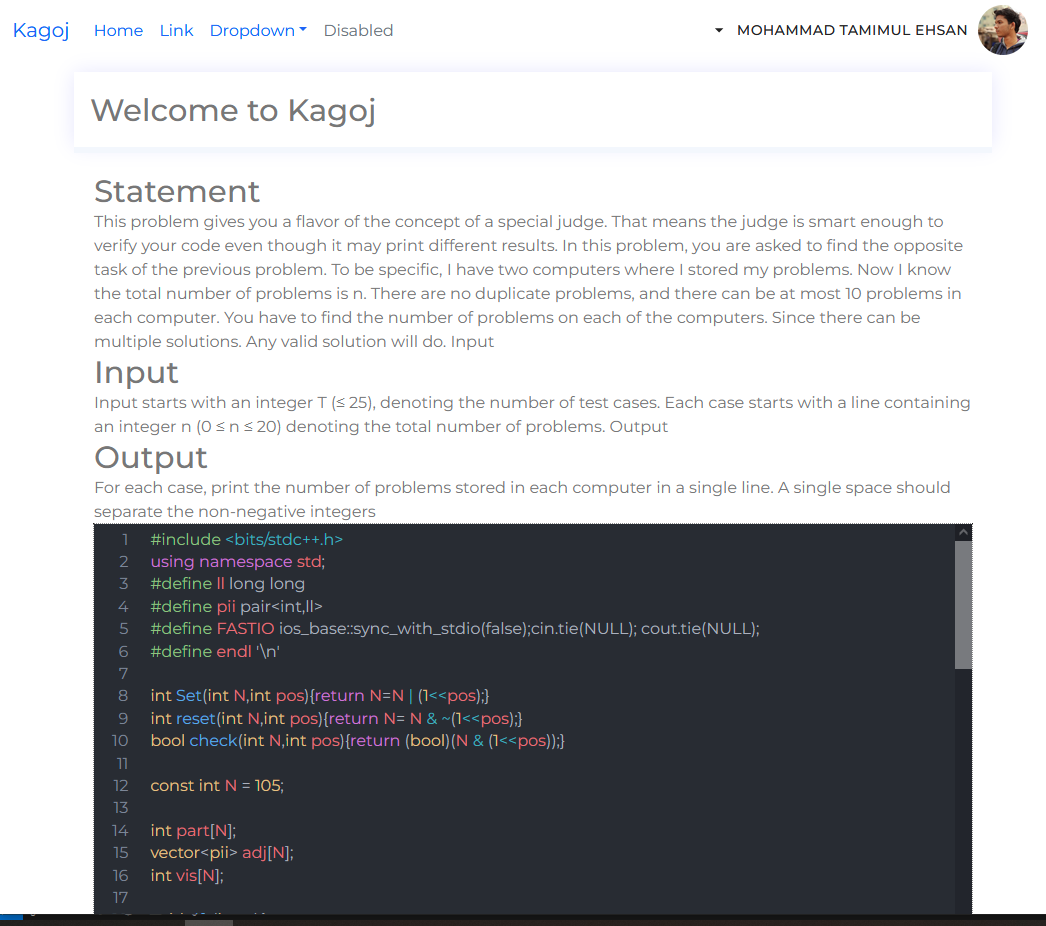 Kagoj Home Link Dropdown Disabled MOHAMMAD TAMIMUL EHSAN
Welcome to Kagoj
Statement
This problem gives you a flavor of the concept of a special judge. That means the judge is smart enough to
verify your code even though it may print different results. In this problem, you are asked to find the opposite
task of the previous problem. To be specific, I have two computers where I stored my problems. Now I know
the total number of problems is n. There are no duplicate problems, and there can be at most 10 problems in
each computer. You have to find the number of problems on each of the computers. Since there can be
multiple solutions. Any valid solution will do. Input
Input
Input starts with an integer T (≤ 25), denoting the number of test cases. Each case starts with a line containing
an integer n (0 ≤ n ≤ 20) denoting the total number of problems. Output
Output
For each case, print the number of problems stored in each computer in a single line. A single space should
separate the non-negative integers
1 #include <bits/stdc++.h>
2 using namespace std;
3 #define ll long long
4 #define pii pair<int,ll>
5 #define FASTIO ios_base::sync_with_stdio(false);cin.tie(NULL); cout.tie(NULL);
6 #define endl '\n'
7
8 int Set(int N,int pos){return N=N | (1<<pos);}
9 int reset(int N,int pos){return N= N & ~(1<<pos);}
10 bool check(int N,int pos){return (bool)(N & (1<<pos));}
11
12 const int N = 105;
13
14 int part[N];
15 vector<pii> adj[N];
16 int vis[N];
17